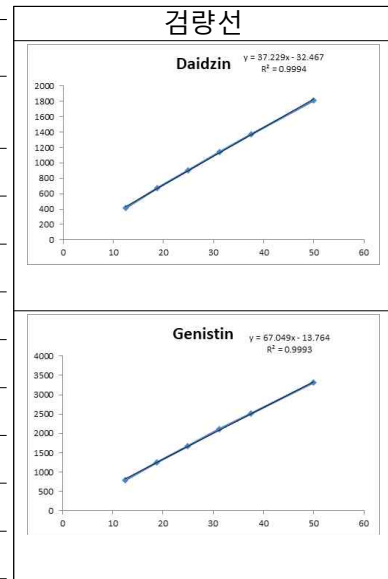 검량선
Daidzin
y = 37.229x - 32.467
R² = 0.9994
2000
1800
1600
1400
1200
1000
800
600
400
200
0
0 10 20 30 40 50 60
Genistin
y = 67.049x - 13.764
R² = 0.9993
4000
3500
3000
2500
2000
1500
1000
500
0
0 10 20 30 40 50 60